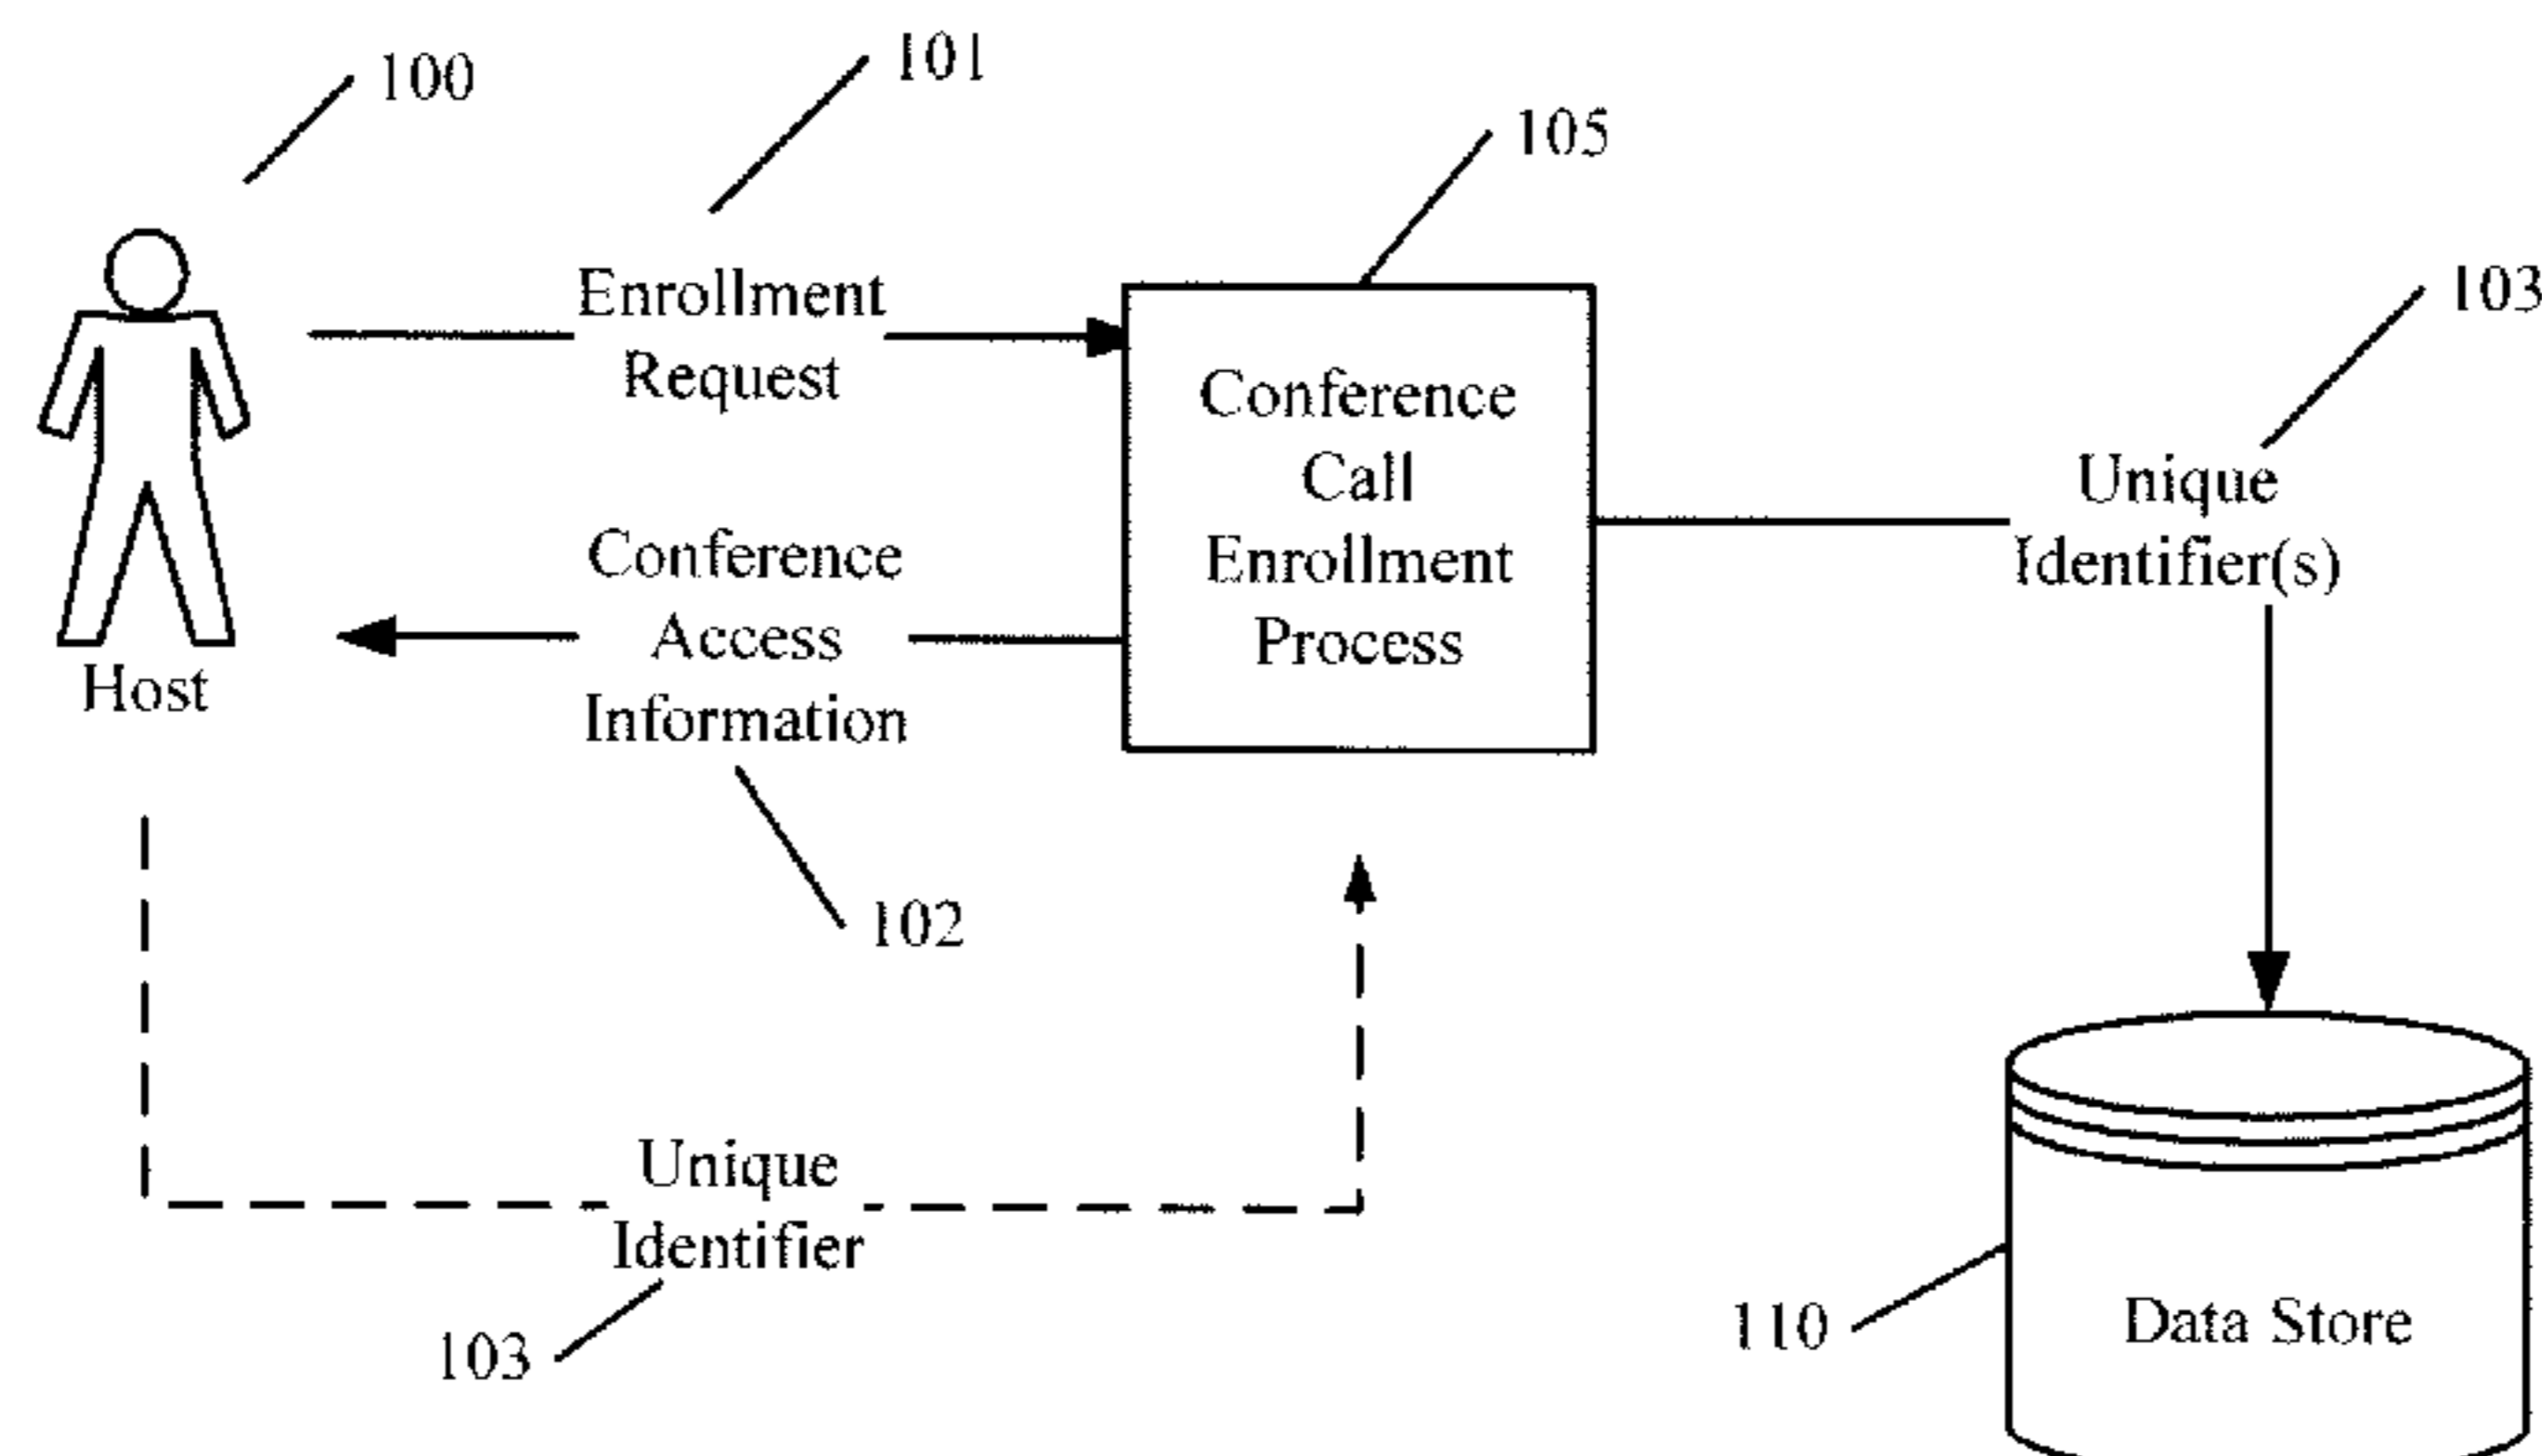 100
101
105
103
Enrollment
Request
Conference
Call
Enrollment
Process
Unique
Identifier(s)
Conference
Access
Information
Host
102
Unique
Identifier
103
110
Data Store